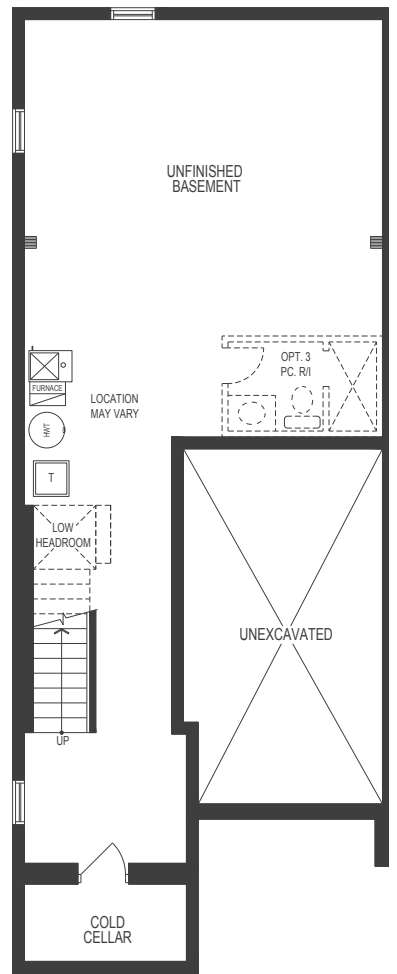 UNFINISHED
BASEMENT
OPT. 3
PC. R/I
FURNACE
LOCATION
MAY VARY
HWT
T
LOW
HEADROOM
UNEXCAVATED
UP
COLD
CELLAR